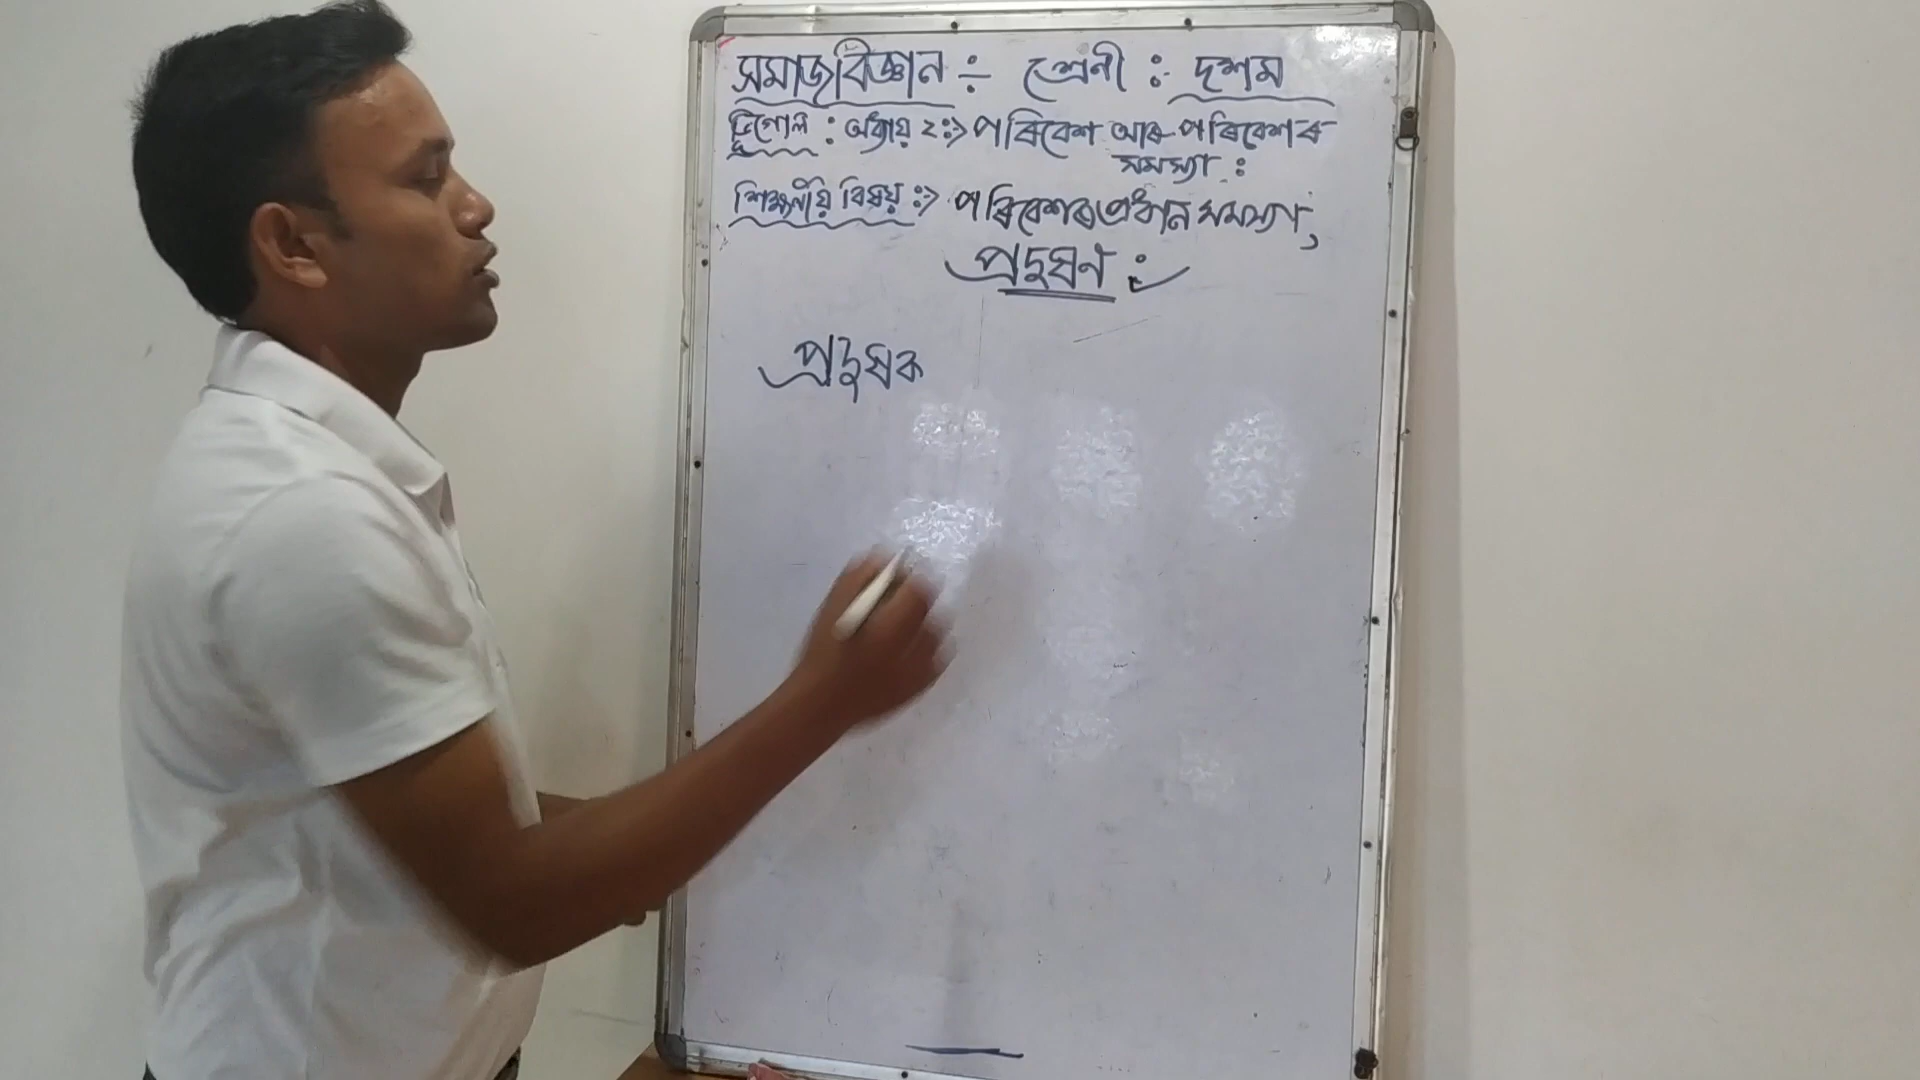 সমাজবিজ্ঞান ঃ— শ্ৰেণী ঃ- দশম
ভূগোল : অধ্যায় ২ঃ> পৰিবেশ আৰু পৰিবেশৰ
সমস্যা :
শিক্ষণীয় বিষয় :> পৰিবেশৰ প্ৰধান সমস্যা,
প্ৰদুষণ :
প্ৰদুষক